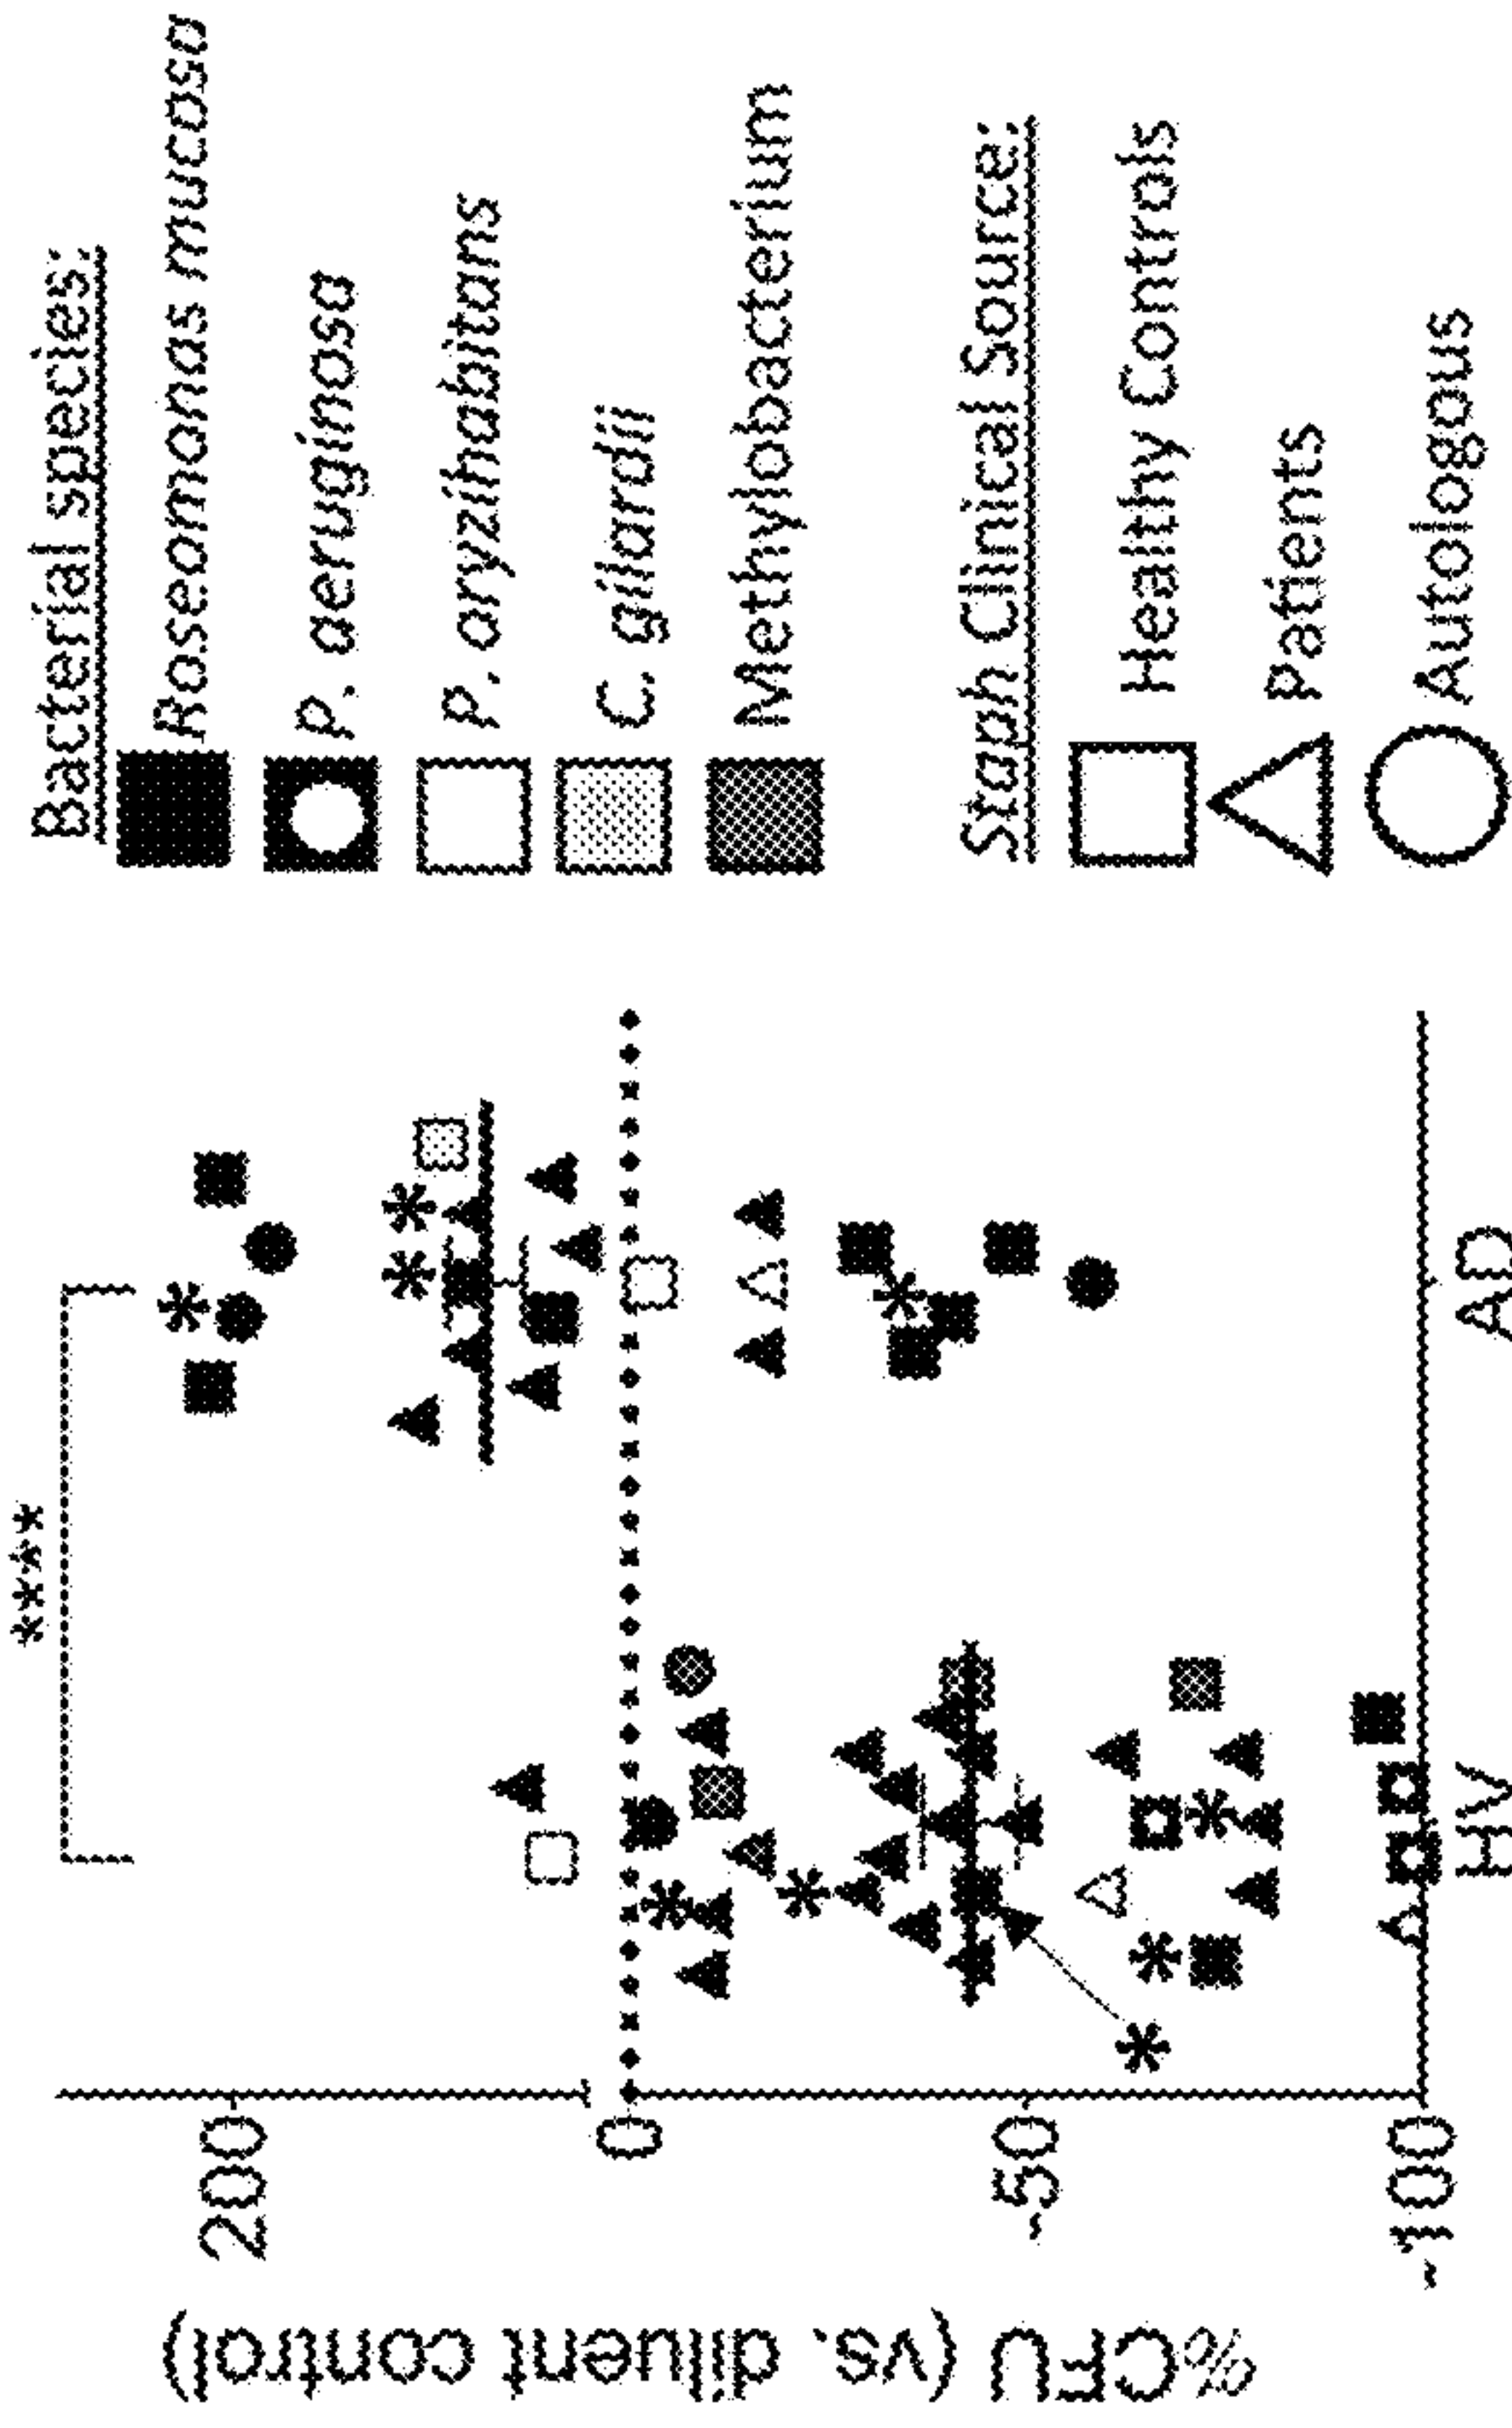 ****
%CFU (vs. diluent control)
200
0
-50
-100
HV
AD
Bacterial species:
Roseomonas mucosa
P. aeruginosa
P. oryzihabitans
C. gilardii
Methylobacterium
Staph Clinical Source:
Healthy Controls
Patients
Autologous